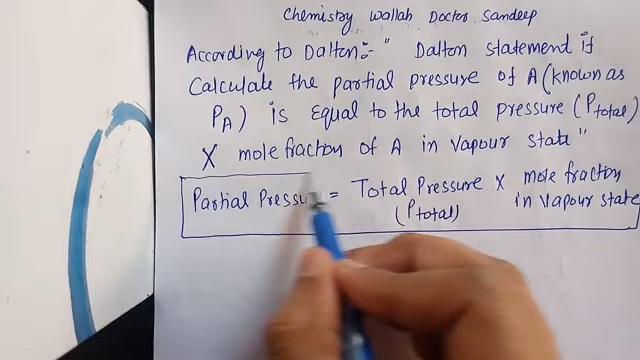 Chemistry Wallah Doctor Sandeep
According to Dalton:- " Dalton statement if
Calculate the partial pressure of A (known as
PA) is equal to the total pressure (Ptotal)
X mole fraction of A in vapour state"
Partial Pressu = Total Pressure X mole fraction
(Ptotal) in vapour state